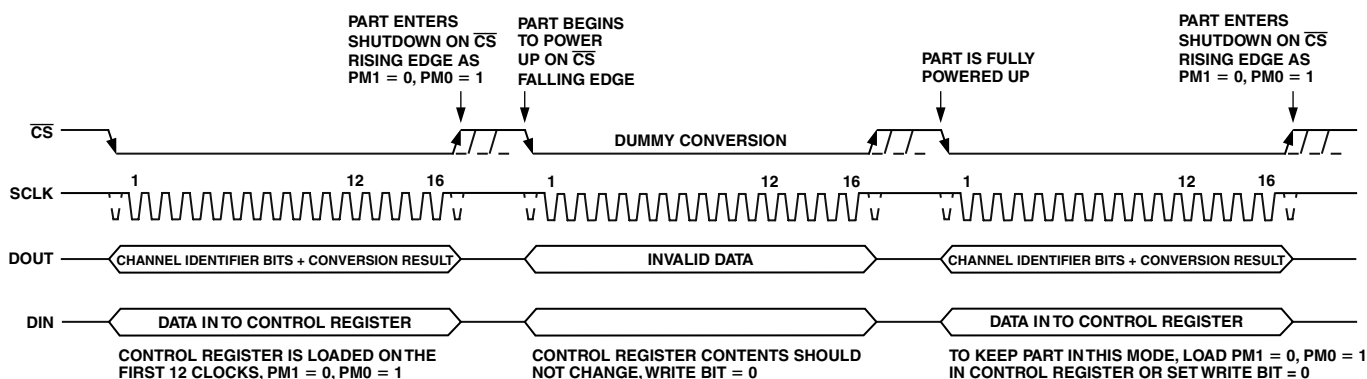 PART ENTERS
SHUTDOWN ON CS
RISING EDGE AS
PM1 = 0, PM0 = 1
PART BEGINS
TO POWER
UP ON CS
FALLING EDGE
PART IS FULLY
POWERED UP
PART ENTERS
SHUTDOWN ON CS
RISING EDGE AS
PM1 = 0, PM0 = 1
CS
DUMMY CONVERSION
SCLK 1 12 16 1 12 16 1 12 16
DOUT CHANNEL IDENTIFIER BITS + CONVERSION RESULT INVALID DATA CHANNEL IDENTIFIER BITS + CONVERSION RESULT
DIN DATA IN TO CONTROL REGISTER DATA IN TO CONTROL REGISTER
CONTROL REGISTER IS LOADED ON THE
FIRST 12 CLOCKS, PM1 = 0, PM0 = 1
CONTROL REGISTER CONTENTS SHOULD
NOT CHANGE, WRITE BIT = 0
TO KEEP PART IN THIS MODE, LOAD PM1 = 0, PM0 = 1
IN CONTROL REGISTER OR SET WRITE BIT = 0